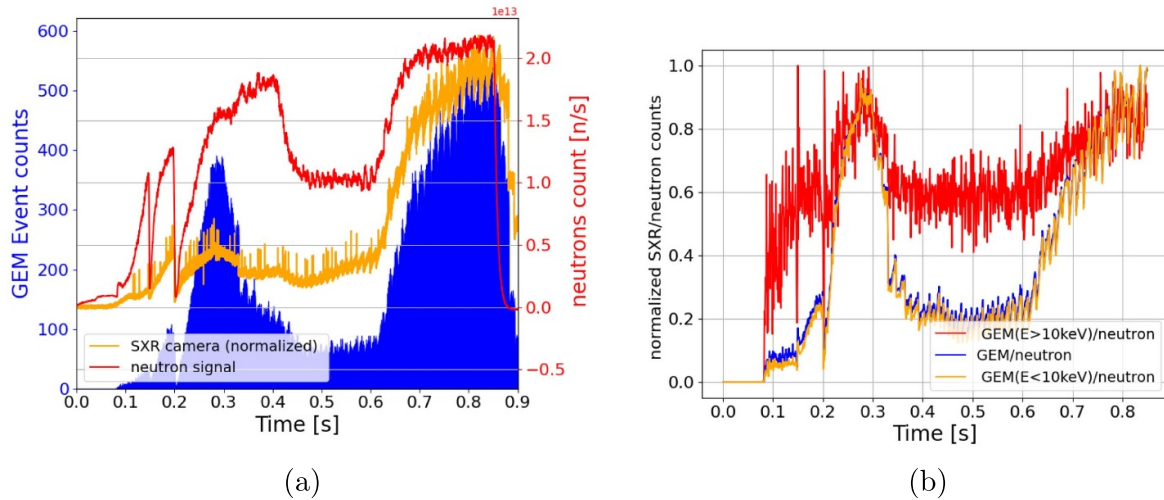 1e13
600
500
400
300
200
100
0
GEM Event counts
2.0
1.5
1.0
0.5
0.0
−0.5
neutrons count [n/s]
SXR camera (normalized)
neutron signal
0.0 0.1 0.2 0.3 0.4 0.5 0.6 0.7 0.8 0.9
Time [s]
(a)
1.0
0.8
0.6
0.4
0.2
0.0
normalized SXR/neutron counts
GEM(E>10keV)/neutron
GEM/neutron
GEM(E<10keV)/neutron
0.0 0.1 0.2 0.3 0.4 0.5 0.6 0.7 0.8
Time [s]
(b)